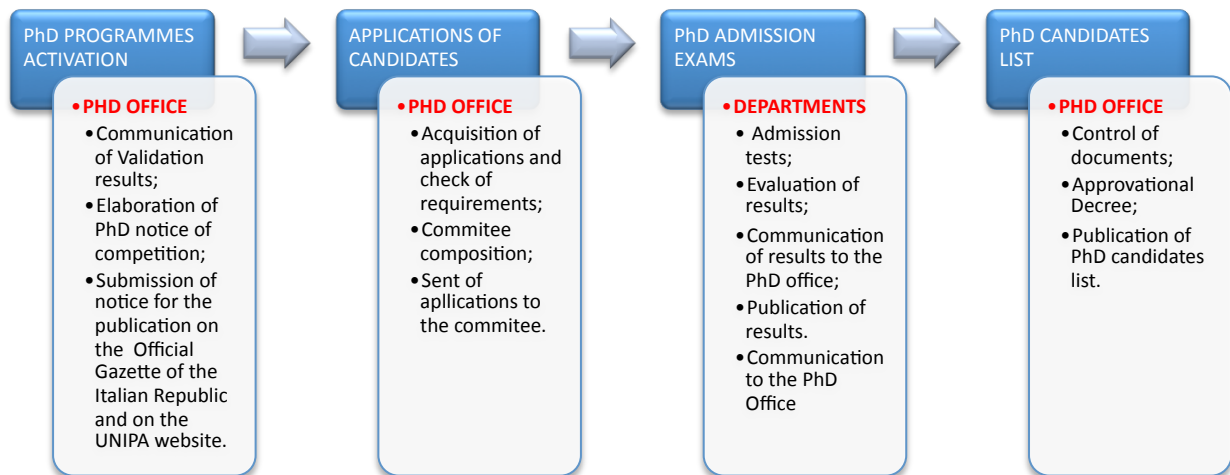 PhD PROGRAMMES
ACTIVATION
•PHD OFFICE
•Communication
of Validation
results;
•Elaboration of
PhD notice of
competition;
•Submission of
notice for the
publication on
the Official
Gazette of the
Italian Republic
and on the
UNIPA website.
APPLICATIONS OF
CANDIDATES
•PHD OFFICE
•Acquisition of
applications and
check of
requirements;
•Commitee
composition;
•Sent of
apllications to
the commitee.
PhD ADMISSION
EXAMS
•DEPARTMENTS
• Admission
tests;
•Evaluation of
results;
•Communication
of results to the
PhD office;
•Publication of
results.
•Communication
to the PhD
Office
PhD CANDIDATES
LIST
•PHD OFFICE
•Control of
documents;
•Approvational
Decree;
•Publication of
PhD candidates
list.